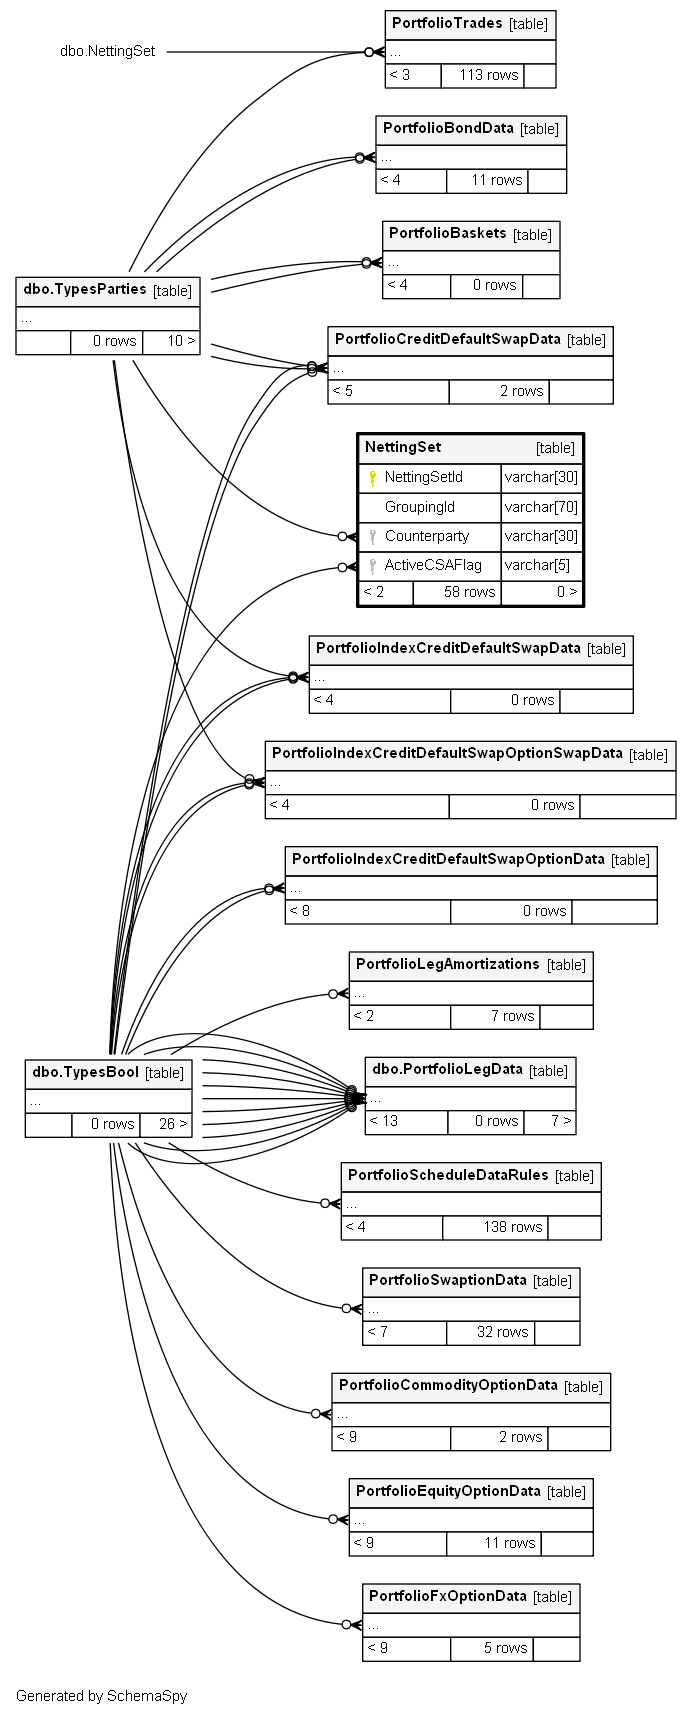 PortfolioTrades [table]
dbo.NettingSet
...
< 3 113 rows
PortfolioBondData [table]
...
< 4 11 rows
PortfolioBaskets [table]
...
< 4 0 rows
dbo.TypesParties [table]
...
0 rows 10 >
PortfolioCreditDefaultSwapData [table]
...
< 5 2 rows
NettingSet [table]
NettingSetId varchar[30]
GroupingId varchar[70]
Counterparty varchar[30]
ActiveCSAFlag varchar[5]
< 2 58 rows 0 >
PortfolioIndexCreditDefaultSwapData [table]
...
< 4 0 rows
PortfolioIndexCreditDefaultSwapOptionSwapData [table]
...
< 4 0 rows
PortfolioIndexCreditDefaultSwapOptionData [table]
...
< 8 0 rows
PortfolioLegAmortizations [table]
...
< 2 7 rows
dbo.TypesBool [table]
...
0 rows 26 >
dbo.PortfolioLegData [table]
...
< 13 0 rows 7 >
PortfolioScheduleDataRules [table]
...
< 4 138 rows
PortfolioSwaptionData [table]
...
< 7 32 rows
PortfolioCommodityOptionData [table]
...
< 9 2 rows
PortfolioEquityOptionData [table]
...
< 9 11 rows
PortfolioFxOptionData [table]
...
< 9 5 rows
Generated by SchemaSpy